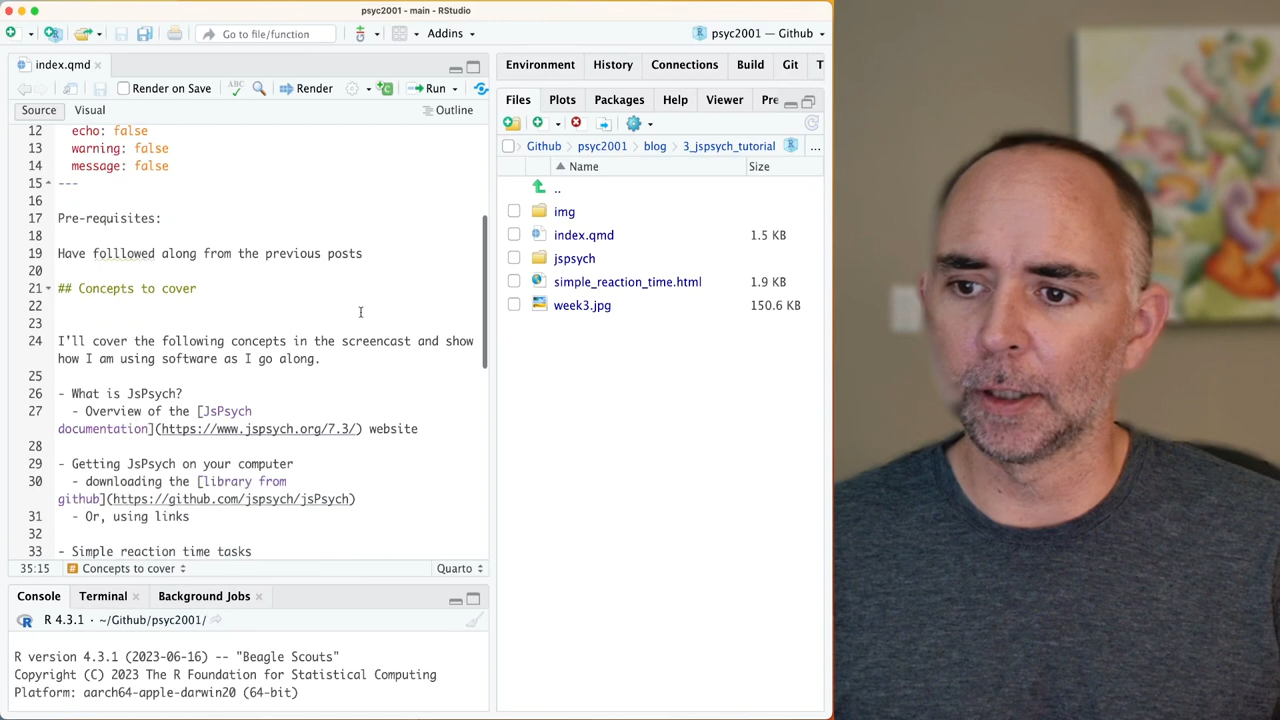 psyc2001 - main - RStudio
Go to file/function
Addins
psyc2001 — Github
index.qmd
Render on Save
Render
Run
Source
Visual
Outline
12 echo: false
13 warning: false
14 message: false
15 ---
16
17 Pre-requisites:
18
19 Have folllowed along from the previous posts
20
21 ## Concepts to cover
22
23
24 I'll cover the following concepts in the screencast and show
how I am using software as I go along.
25
26 - What is JsPsych?
27 - Overview of the [JsPsych
documentation](https://www.jspsych.org/7.3/) website
28
29 - Getting JsPsych on your computer
30 - downloading the [library from
github](https://github.com/jspsych/jsPsych)
31 - Or, using links
32
33 - Simple reaction time tasks
35:15 # Concepts to cover Quarto
Console Terminal Background Jobs
R 4.3.1 · ~/Github/psyc2001/
R version 4.3.1 (2023-06-16) -- "Beagle Scouts"
Copyright (C) 2023 The R Foundation for Statistical Computing
Platform: aarch64-apple-darwin20 (64-bit)
Environment History Connections Build Git T
Files Plots Packages Help Viewer Pre
Github psyc2001 blog 3_jspsych_tutorial ...
Name Size
..
img
index.qmd 1.5 KB
jspsych
simple_reaction_time.html 1.9 KB
week3.jpg 150.6 KB